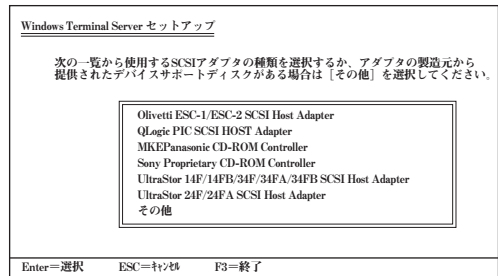 Windows Terminal Server セットアップ
次の一覧から使用するSCSIアダプタの種類を選択するか、アダプタの製造元から
提供されたデバイスサポートディスクがある場合は［その他］を選択してください。
Olivetti ESC-1/ESC-2 SCSI Host Adapter
QLogic PIC SCSI HOST Adapter
MKEPanasonic CD-ROM Controller
Sony Proprietary CD-ROM Controller
UltraStor 14F/14FB/34F/34FA/34FB SCSI Host Adapter
UltraStor 24F/24FA SCSI Host Adapter
その他
Enter＝選択 ESC＝ｷｬﾝｾﾙ F3＝終了